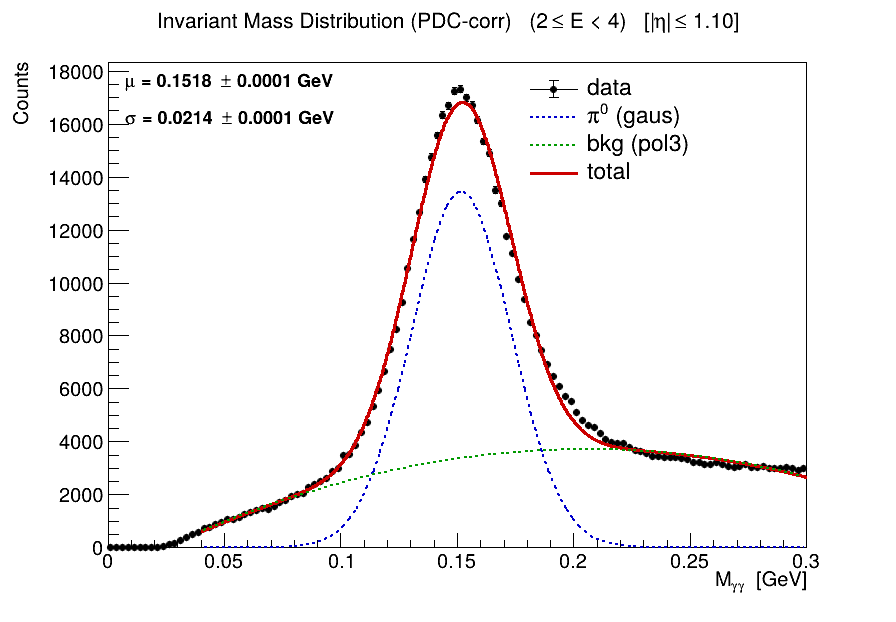 Invariant Mass Distribution (PDC-corr) (2 ≤ E < 4) [|η| ≤ 1.10]
Counts
μ = 0.1518 ± 0.0001 GeV
σ = 0.0214 ± 0.0001 GeV
data
π⁰ (gaus)
bkg (pol3)
total
18000
16000
14000
12000
10000
8000
6000
4000
2000
0
0 0.05 0.1 0.15 0.2 0.25 0.3
Mγγ [GeV]